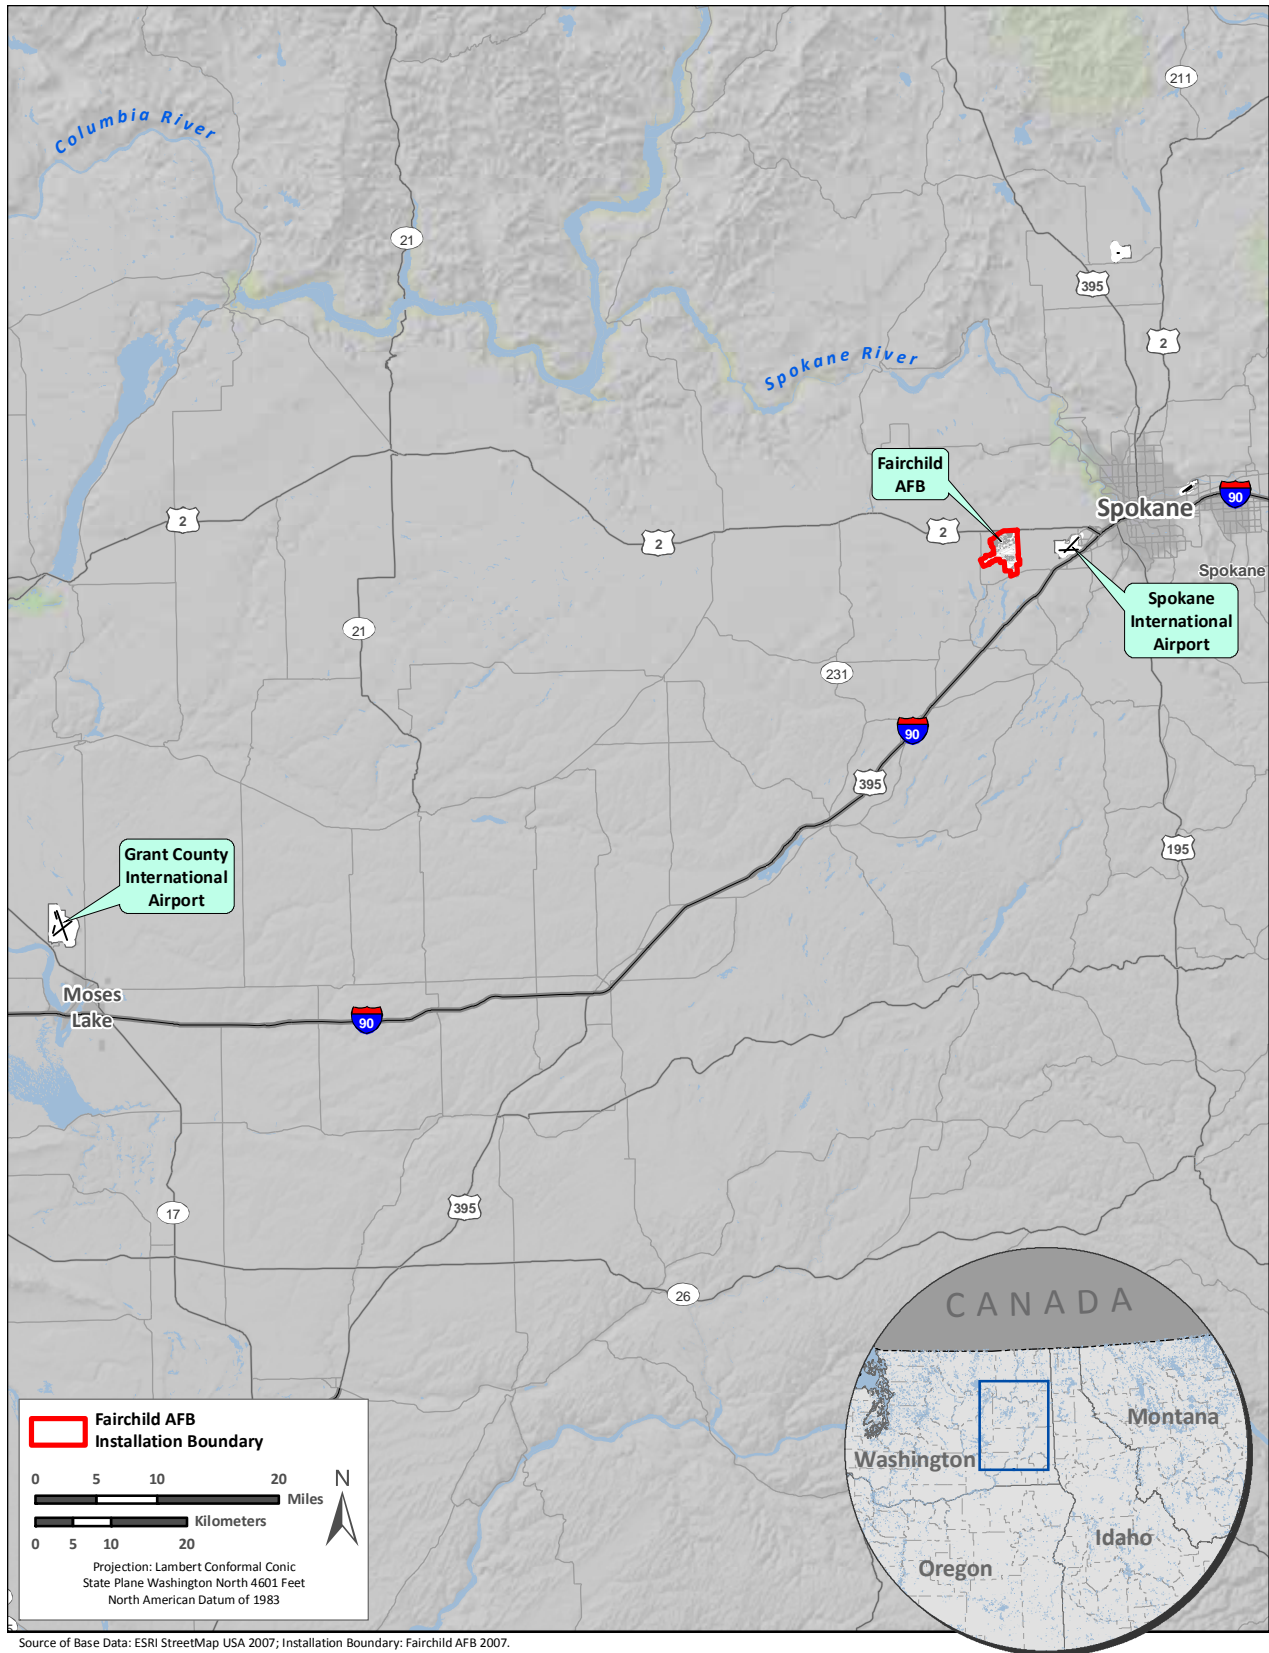 211
Columbia River
21
395
2
Spokane River
Fairchild
AFB
90
Spokane
2
2
2
Spokane
Spokane
International
Airport
21
231
90
395
195
Grant County
International
Airport
Moses
Lake
90
17
395
26
CANADA
Montana
Washington
Idaho
Oregon
Fairchild AFB
Installation Boundary
0 5 10 20
Miles
Kilometers
0 5 10 20
N
Projection: Lambert Conformal Conic
State Plane Washington North 4601 Feet
North American Datum of 1983
Source of Base Data: ESRI StreetMap USA 2007; Installation Boundary: Fairchild AFB 2007.